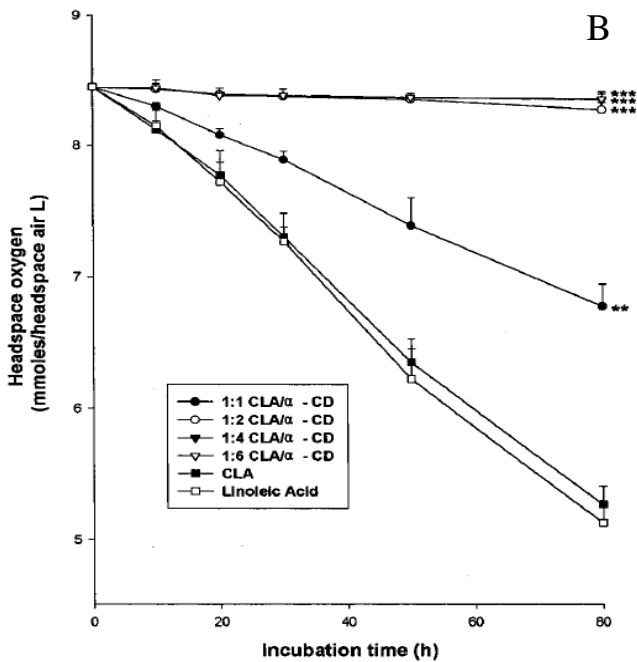 B
9
8
7
6
5
Headspace oxygen
(mmoles/headspace air L)
***
***
***
**
1:1 CLA/α - CD
1:2 CLA/α - CD
1:4 CLA/α - CD
1:6 CLA/α - CD
CLA
Linoleic Acid
0 20 40 60 80
Incubation time (h)